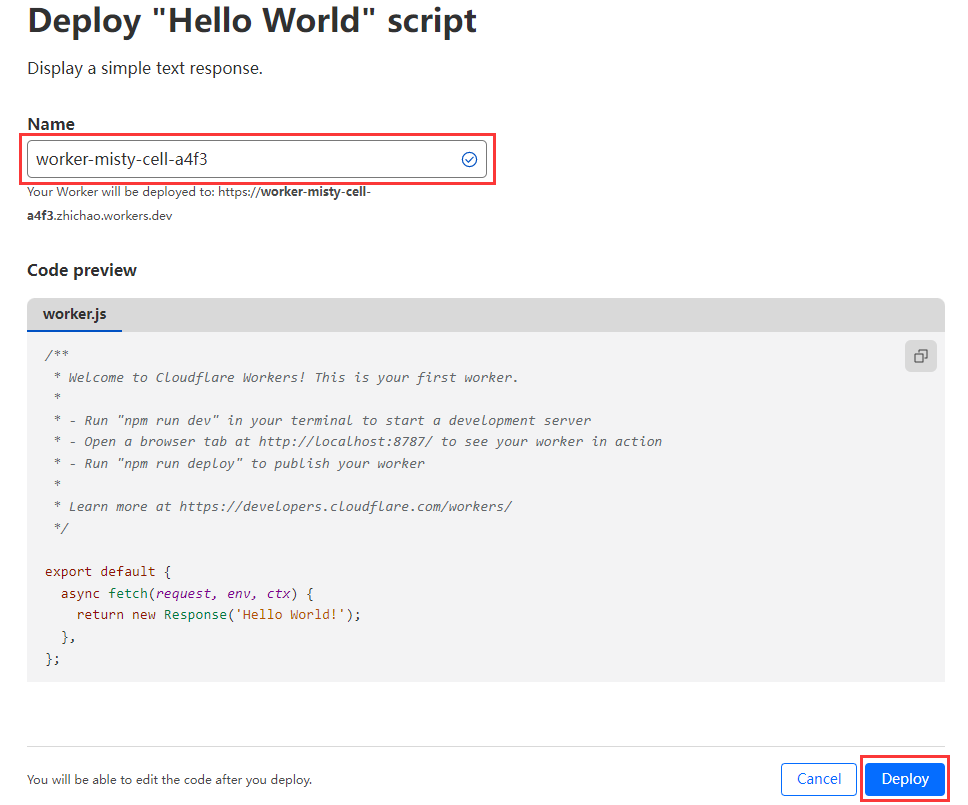 Deploy "Hello World" script
Display a simple text response.
Name
worker-misty-cell-a4f3
Your Worker will be deployed to: https://worker-misty-cell-
a4f3.zhichao.workers.dev
Code preview
worker.js
/**
 * Welcome to Cloudflare Workers! This is your first worker.
 *
 * - Run "npm run dev" in your terminal to start a development server
 * - Open a browser tab at http://localhost:8787/ to see your worker in action
 * - Run "npm run deploy" to publish your worker
 *
 * Learn more at https://developers.cloudflare.com/workers/
 */
export default {
  async fetch(request, env, ctx) {
    return new Response('Hello World!');
  },
};
You will be able to edit the code after you deploy.
Cancel
Deploy